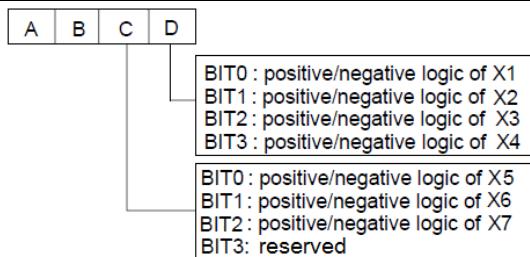 A B C D
BIT0 : positive/negative logic of X1
BIT1 : positive/negative logic of X2
BIT2 : positive/negative logic of X3
BIT3 : positive/negative logic of X4
BIT0 : positive/negative logic of X5
BIT1 : positive/negative logic of X6
BIT2 : positive/negative logic of X7
BIT3: reserved